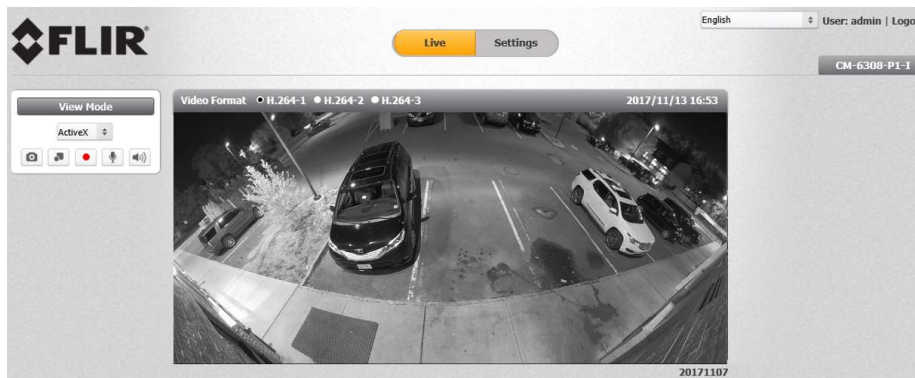 FLIR
Live
Settings
English
User: admin | Logo
CM-6308-P1-I
View Mode
ActiveX
Video Format H.264-1 H.264-2 H.264-3
2017/11/13 16:53
20171107